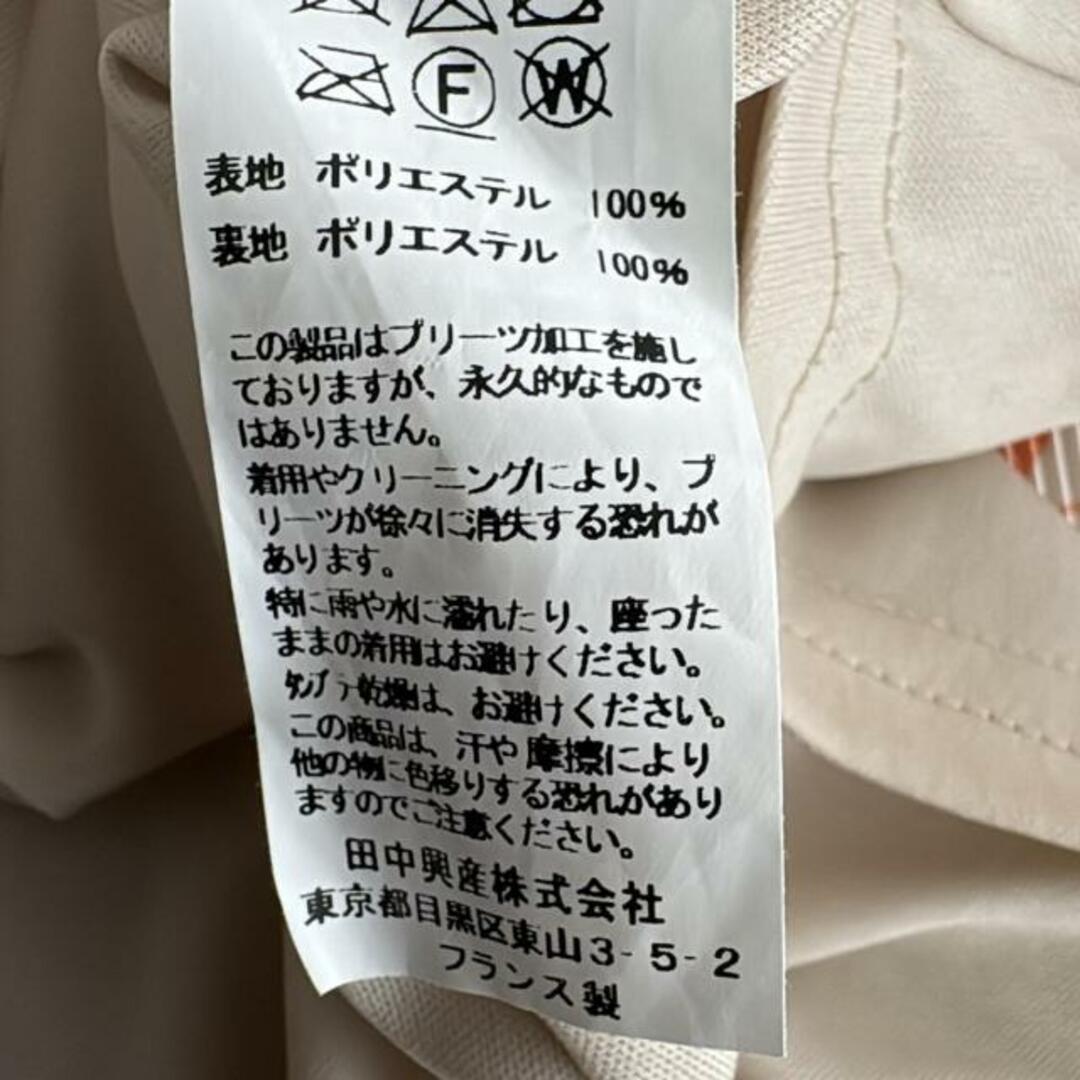 F W
表地 ポリエステル 100%
裏地 ポリエステル 100%
この製品はプリーツ加工を施し
ておりますが、永久的なもので
はありません。
着用やクリーニングにより、プ
リーツが徐々に消失する恐れが
あります。
特に雨や水に濡れたり、座った
ままの着用はお避けください。
タンブラ乾燥は、お避けください。
この商品は、汗や摩擦により
他の物に色移りする恐れがあり
ますのでご注意ください。
田中興産株式会社
東京都目黒区東山3-5-2
フランス製